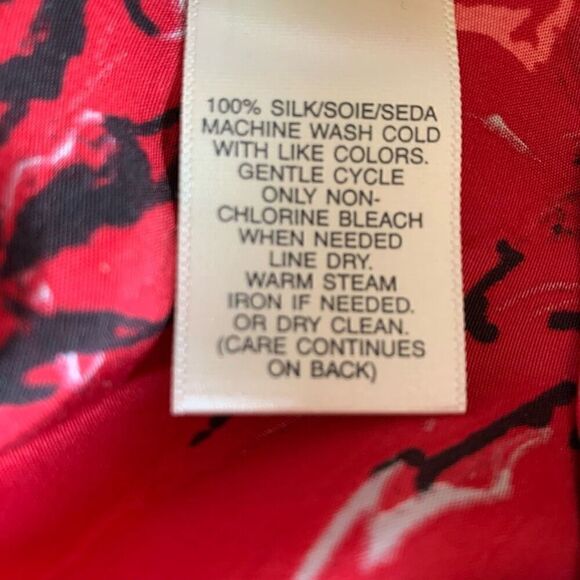 100% SILK/SOIE/SEDA
MACHINE WASH COLD
WITH LIKE COLORS.
GENTLE CYCLE
ONLY NON-
CHLORINE BLEACH
WHEN NEEDED
LINE DRY.
WARM STEAM
IRON IF NEEDED.
OR DRY CLEAN.
(CARE CONTINUES
ON BACK)